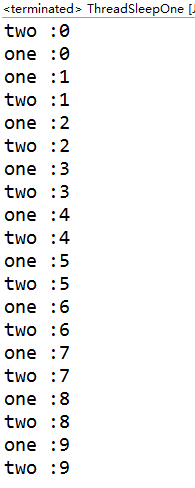 <terminated> ThreadSleepOne [J
two :0
one :0
one :1
two :1
one :2
two :2
one :3
two :3
one :4
two :4
one :5
two :5
one :6
two :6
one :7
two :7
one :8
two :8
one :9
two :9